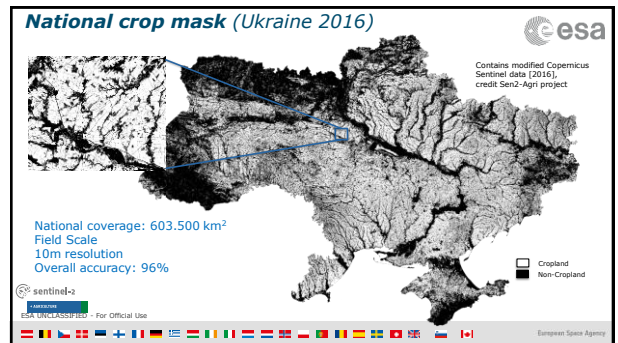 National crop mask (Ukraine 2016)
esa
Contains modified Copernicus
Sentinel data [2016],
credit Sen2-Agri project
National coverage: 603.500 km²
Field Scale
10m resolution
Overall accuracy: 96%
Cropland
Non-Cropland
sentinel-2
AGRICULTURE
ESA UNCLASSIFIED - For Official Use
European Space Agency